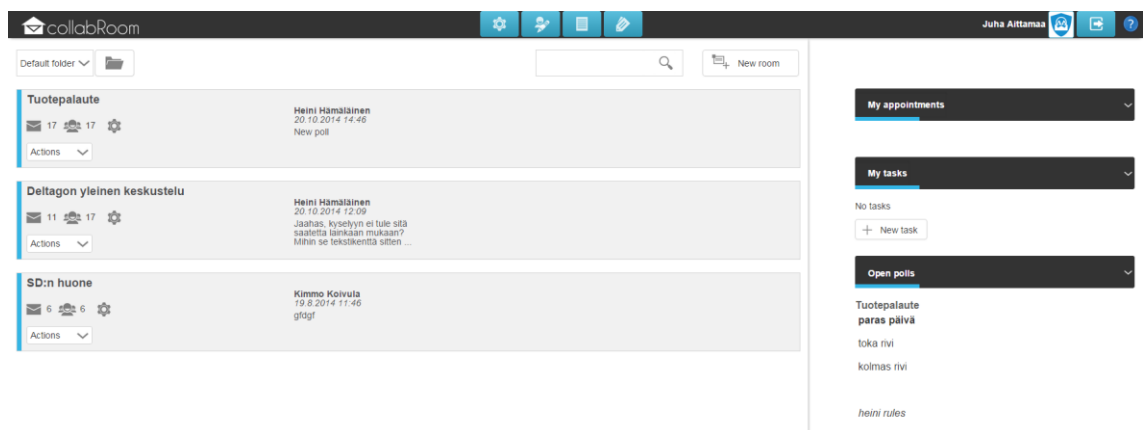 collabRoom
Juha Aittamaa
?
Default folder
New room
Tuotepalaute
17 17
Actions
Heini Hämäläinen
20.10.2014 14:46
New poll
Deltagon yleinen keskustelu
11 17
Actions
Heini Hämäläinen
20.10.2014 12:09
Jaahas, kyselyyn ei tule sitä
saatetta lainkaan mukaan?
Mihin se tekstikenttä sitten ...
SD:n huone
6 6
Actions
Kimmo Koivula
19.8.2014 11:46
gfdgf
My appointments
My tasks
No tasks
New task
Open polls
Tuotepalaute
paras päivä
toka rivi
kolmas rivi
heini rules